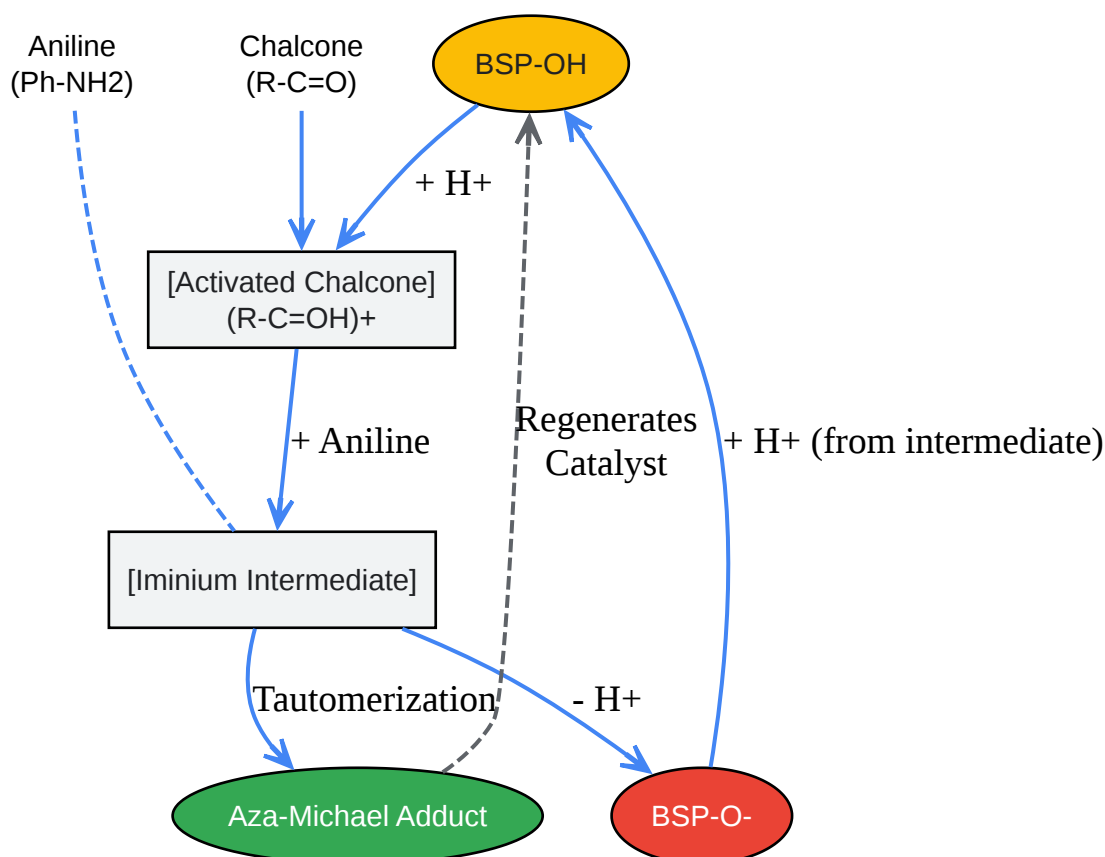 Aniline
(Ph-NH2)
Chalcone
(R-C=O)
BSP-OH
+ H+
[Activated Chalcone]
(R-C=OH)+
+ Aniline
Regenerates
Catalyst
+ H+ (from intermediate)
[Iminium Intermediate]
Tautomerization
- H+
Aza-Michael Adduct
BSP-O-